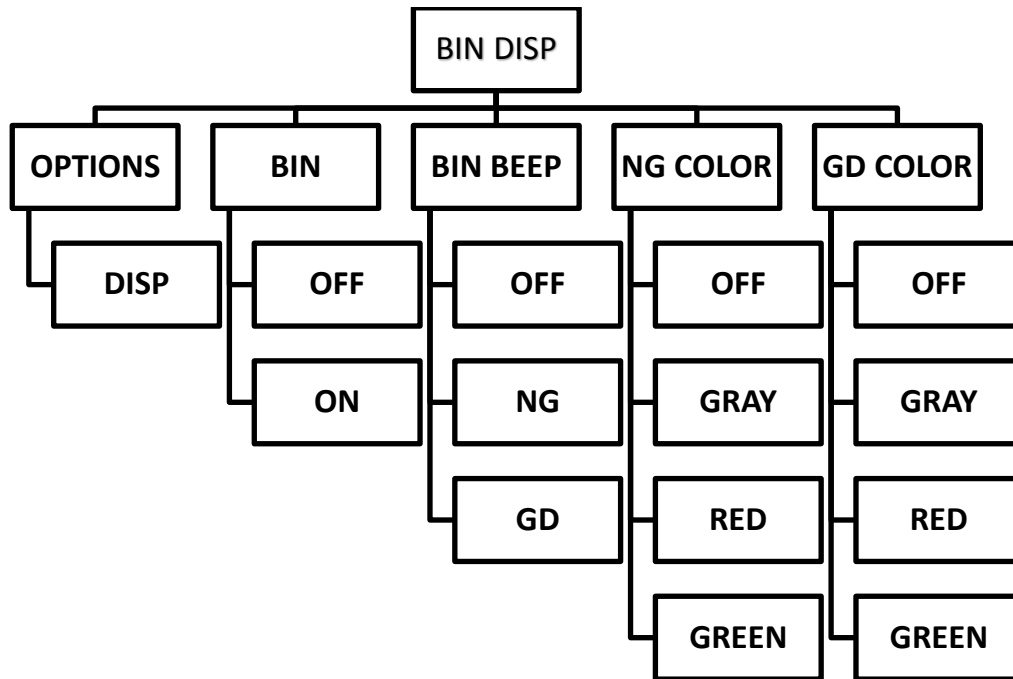 BIN DISP
OPTIONS
BIN
BIN BEEP
NG COLOR
GD COLOR
DISP
OFF
OFF
OFF
OFF
ON
NG
GRAY
GRAY
GD
RED
RED
GREEN
GREEN